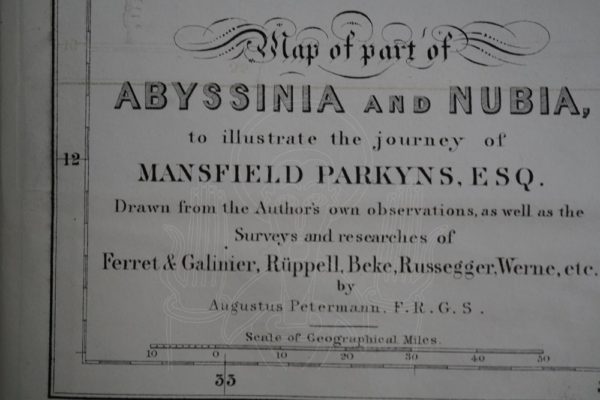 Map of part of
ABYSSINIA AND NUBIA,
to illustrate the journey of
MANSFIELD PARKYNS, ESQ.
12
Drawn from the Author's own observations, as well as the
Surveys and researches of
Ferret & Galinier, Rüppell, Beke, Russegger, Werne, etc.
by
Augustus Petermann. F. R. G. S.
Scale of Geographical Miles.
10 0 10 20 30 40 50
33